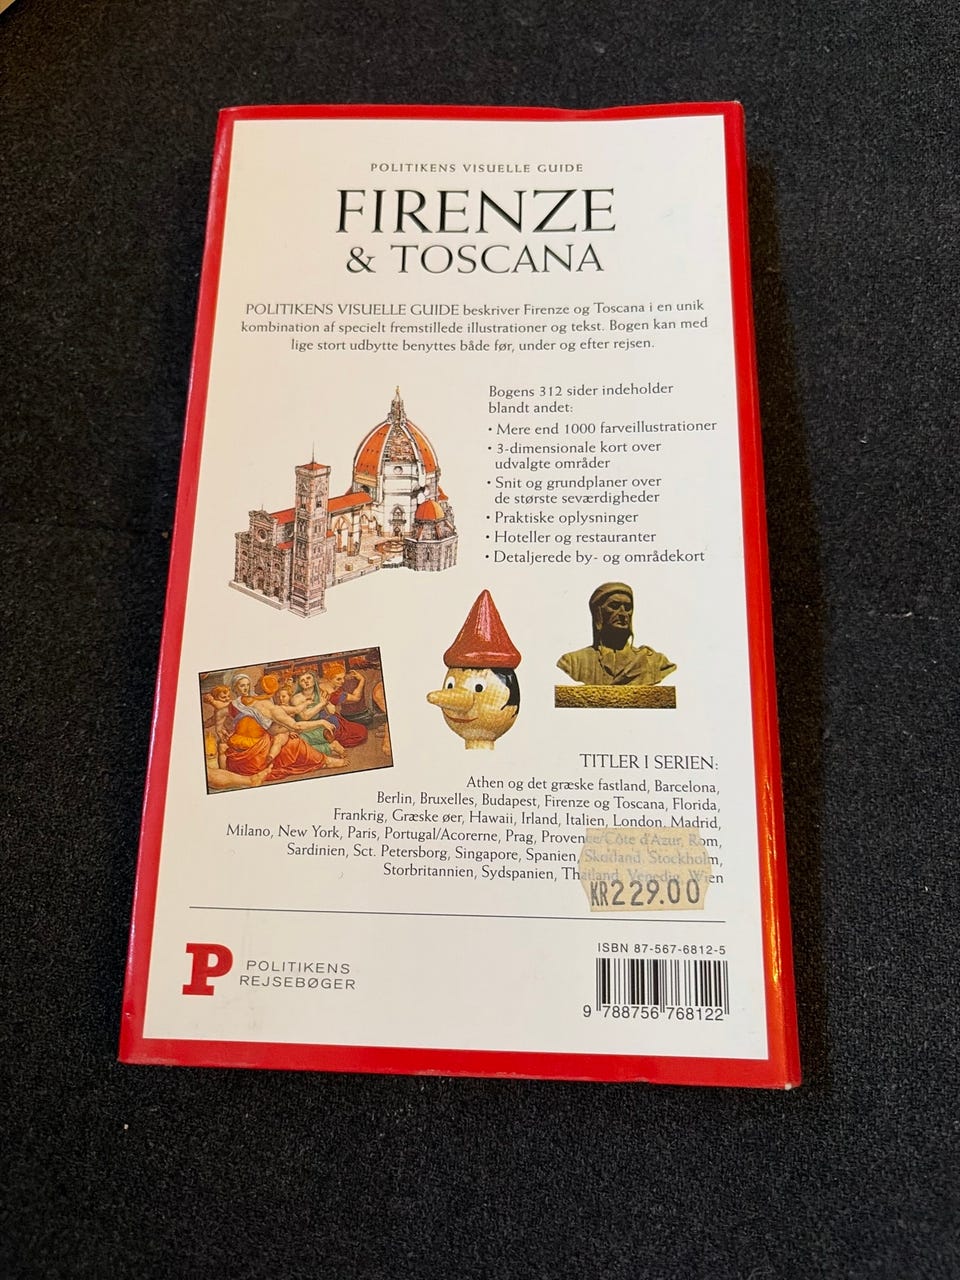 POLITIKENS VISUELLE GUIDE
FIRENZE
& TOSCANA
POLITIKENS VISUELLE GUIDE beskriver Firenze og Toscana i en unik
kombination af specielt fremstillede illustrationer og tekst. Bogen kan med
lige stort udbytte benyttes både før, under og efter rejsen.
Bogens 312 sider indeholder
blandt andet:
• Mere end 1000 farveillustrationer
• 3-dimensionale kort over
udvalgte områder
• Snit og grundplaner over
de største seværdigheder
• Praktiske oplysninger
• Hoteller og restauranter
• Detaljerede by- og områdekort
TITLER I SERIEN:
Athen og det græske fastland, Barcelona,
Berlin, Bruxelles, Budapest, Firenze og Toscana, Florida,
Frankrig, Græske øer, Hawaii, Irland, Italien, London, Madrid,
Milano, New York, Paris, Portugal/Acorerne, Prag, Provence/Côte d'Azur, Rom,
Sardinien, Sct. Petersborg, Singapore, Spanien, Skotland, Stockholm,
Storbritannien, Sydspanien, Thailand, Venedig, Wien
KR229.00
P
POLITIKENS
REJSEBØGER
ISBN 87-567-6812-5
9 788756 768122